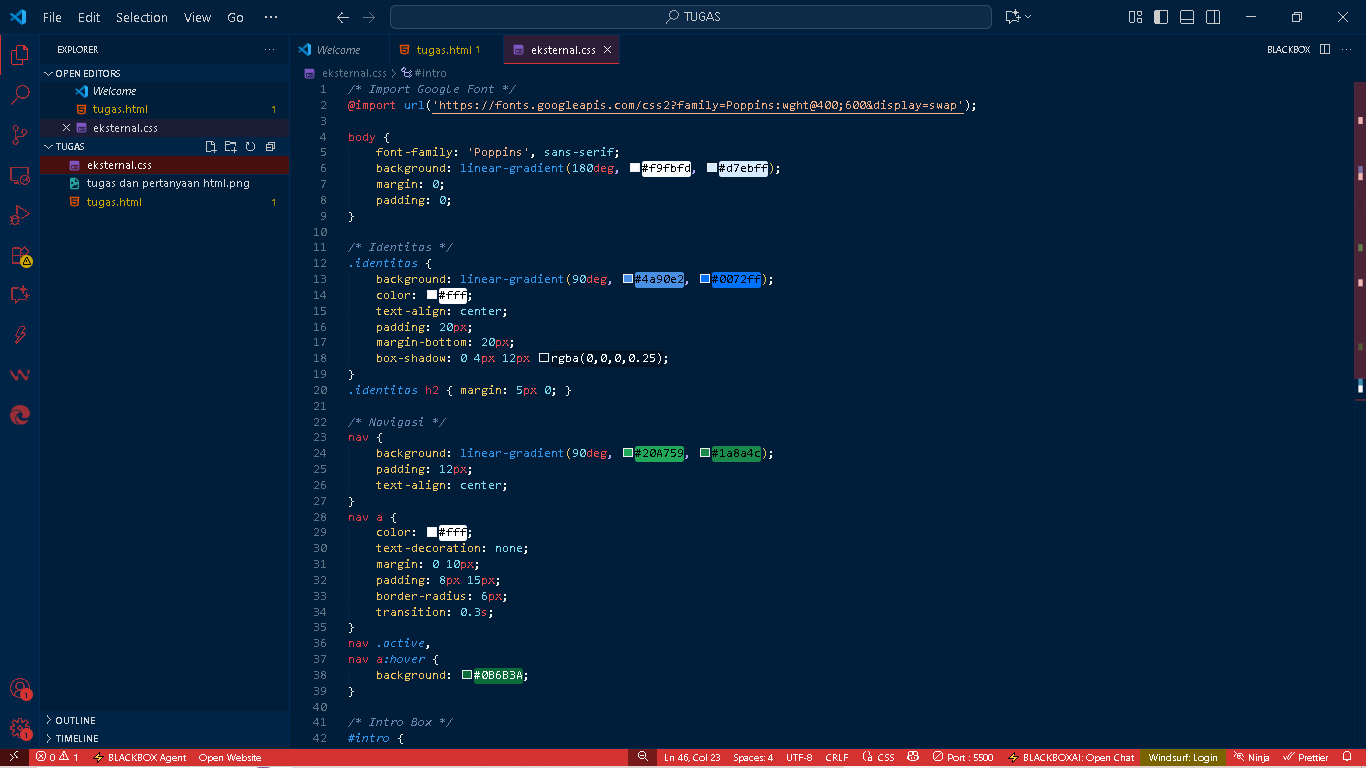 File Edit Selection View Go ··· TUGAS
EXPLORER ···
OPEN EDITORS
Welcome
tugas.html 1
eksternal.css
TUGAS
eksternal.css
tugas dan pertanyaan html.png
tugas.html 1
OUTLINE
TIMELINE
Welcome tugas.html 1 eksternal.css BLACKBOX ···
eksternal.css > #intro
1 /* Import Google Font */
2 @import url('https://fonts.googleapis.com/css2?family=Poppins:wght@400;600&display=swap');
3
4 body {
5 font-family: 'Poppins', sans-serif;
6 background: linear-gradient(180deg, #f9fbfd, #d7ebff);
7 margin: 0;
8 padding: 0;
9 }
10
11 /* Identitas */
12 .identitas {
13 background: linear-gradient(90deg, #4a90e2, #0072ff);
14 color: #fff;
15 text-align: center;
16 padding: 20px;
17 margin-bottom: 20px;
18 box-shadow: 0 4px 12px rgba(0,0,0,0.25);
19 }
20 .identitas h2 { margin: 5px 0; }
21
22 /* Navigasi */
23 nav {
24 background: linear-gradient(90deg, #20A759, #1a8a4c);
25 padding: 12px;
26 text-align: center;
27 }
28 nav a {
29 color: #fff;
30 text-decoration: none;
31 margin: 0 10px;
32 padding: 8px 15px;
33 border-radius: 6px;
34 transition: 0.3s;
35 }
36 nav .active,
37 nav a:hover {
38 background: #0B6B3A;
39 }
40
41 /* Intro Box */
42 #intro {
1
1
0 1 BLACKBOX Agent Open Website Ln 46, Col 23 Spaces: 4 UTF-8 CRLF CSS Port : 5500 BLACKBOXAI: Open Chat Windsurf: Login Ninja Prettier